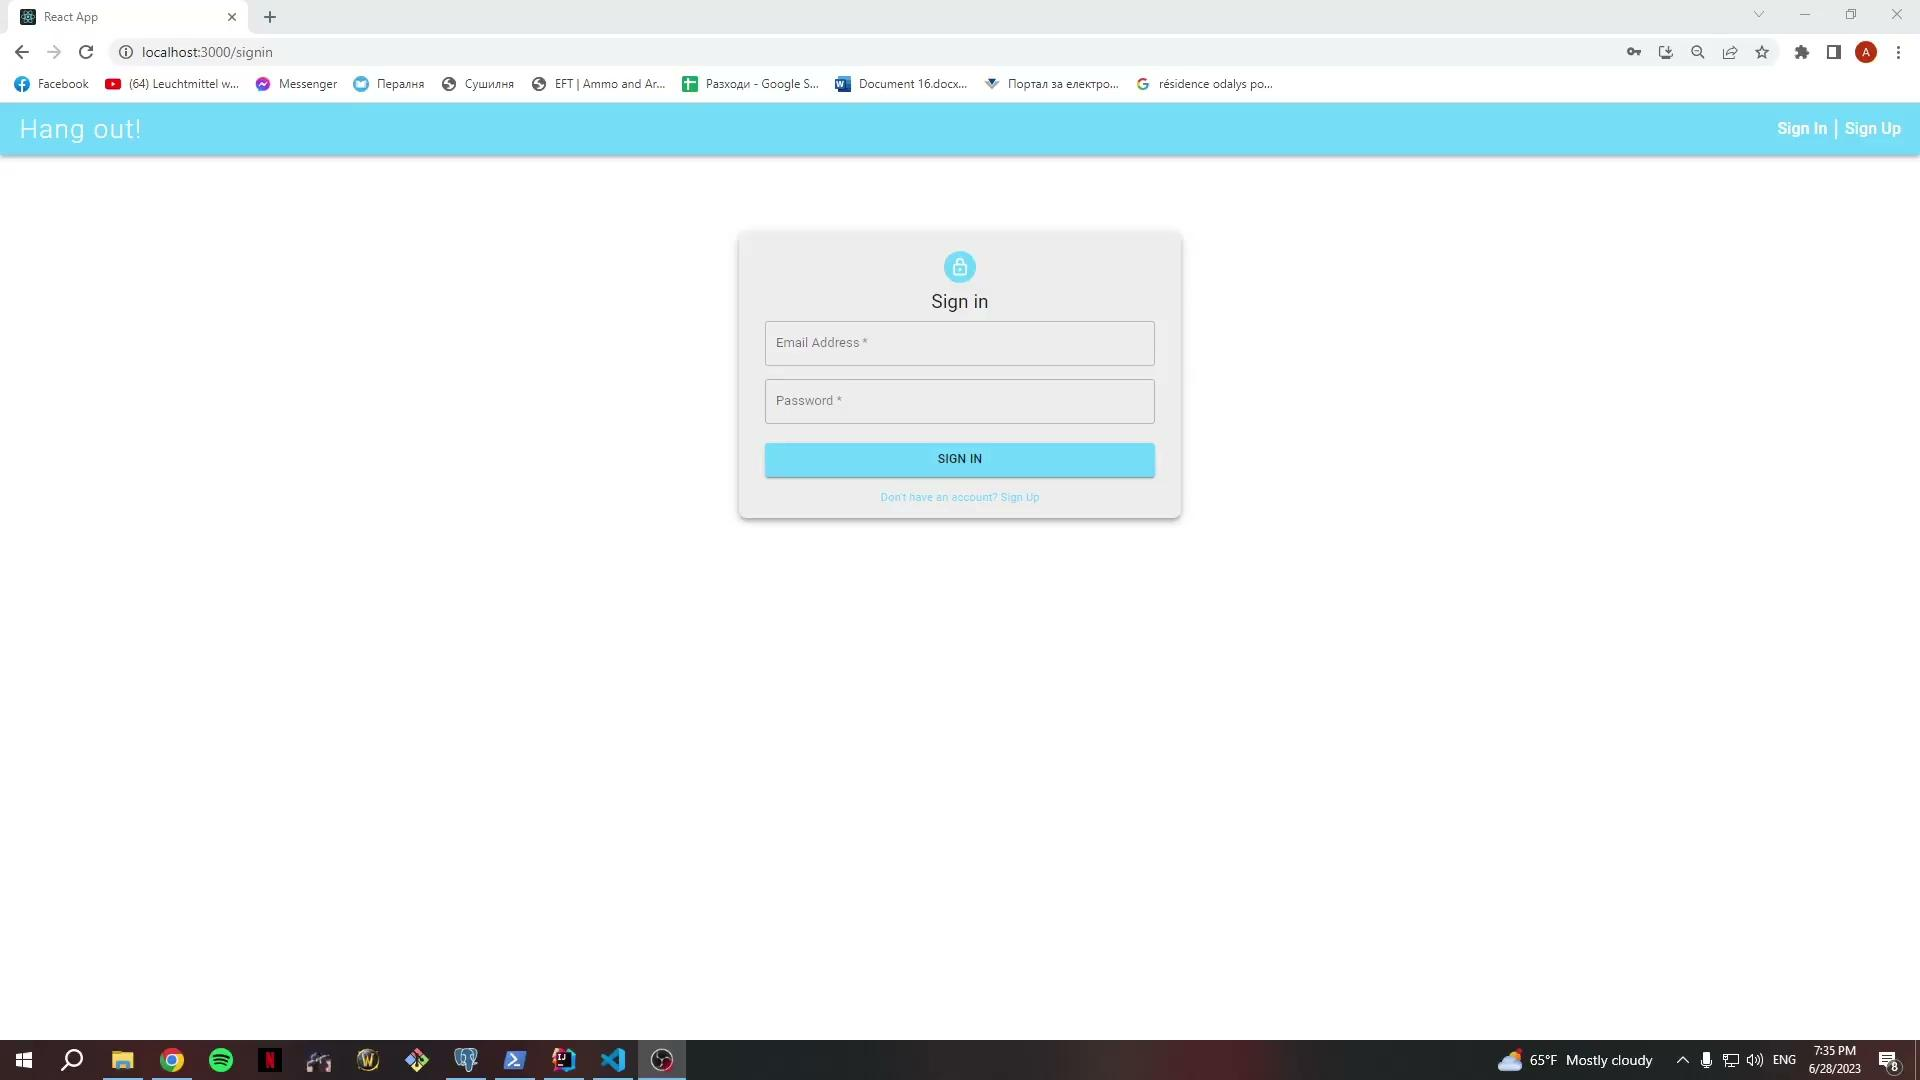 React App
localhost:3000/signin
Facebook
(64) Leuchtmittel w...
Messenger
Пералня
Сушилня
EFT | Ammo and Ar...
Разходи - Google S...
Document 16.docx...
Портал за електро...
résidence odalys po...
A
Hang out!
Sign In | Sign Up
Sign in
Email Address *
Password *
SIGN IN
Don't have an account? Sign Up
65°F Mostly cloudy
ENG
7:35 PM
6/28/2023
8